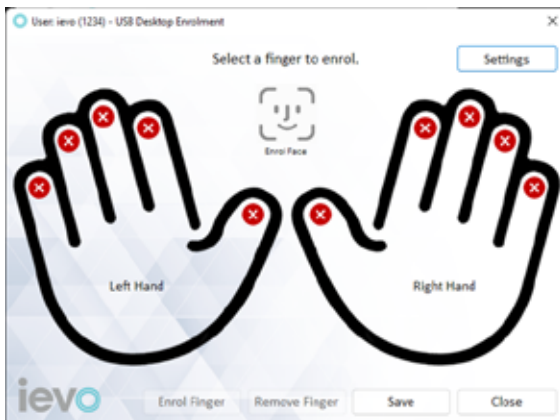 User: ievo (1234) - USB Desktop Enrolment
Select a finger to enrol.
Settings
Enrol Face
Left Hand
Right Hand
ievo
Enrol Finger
Remove Finger
Save
Close